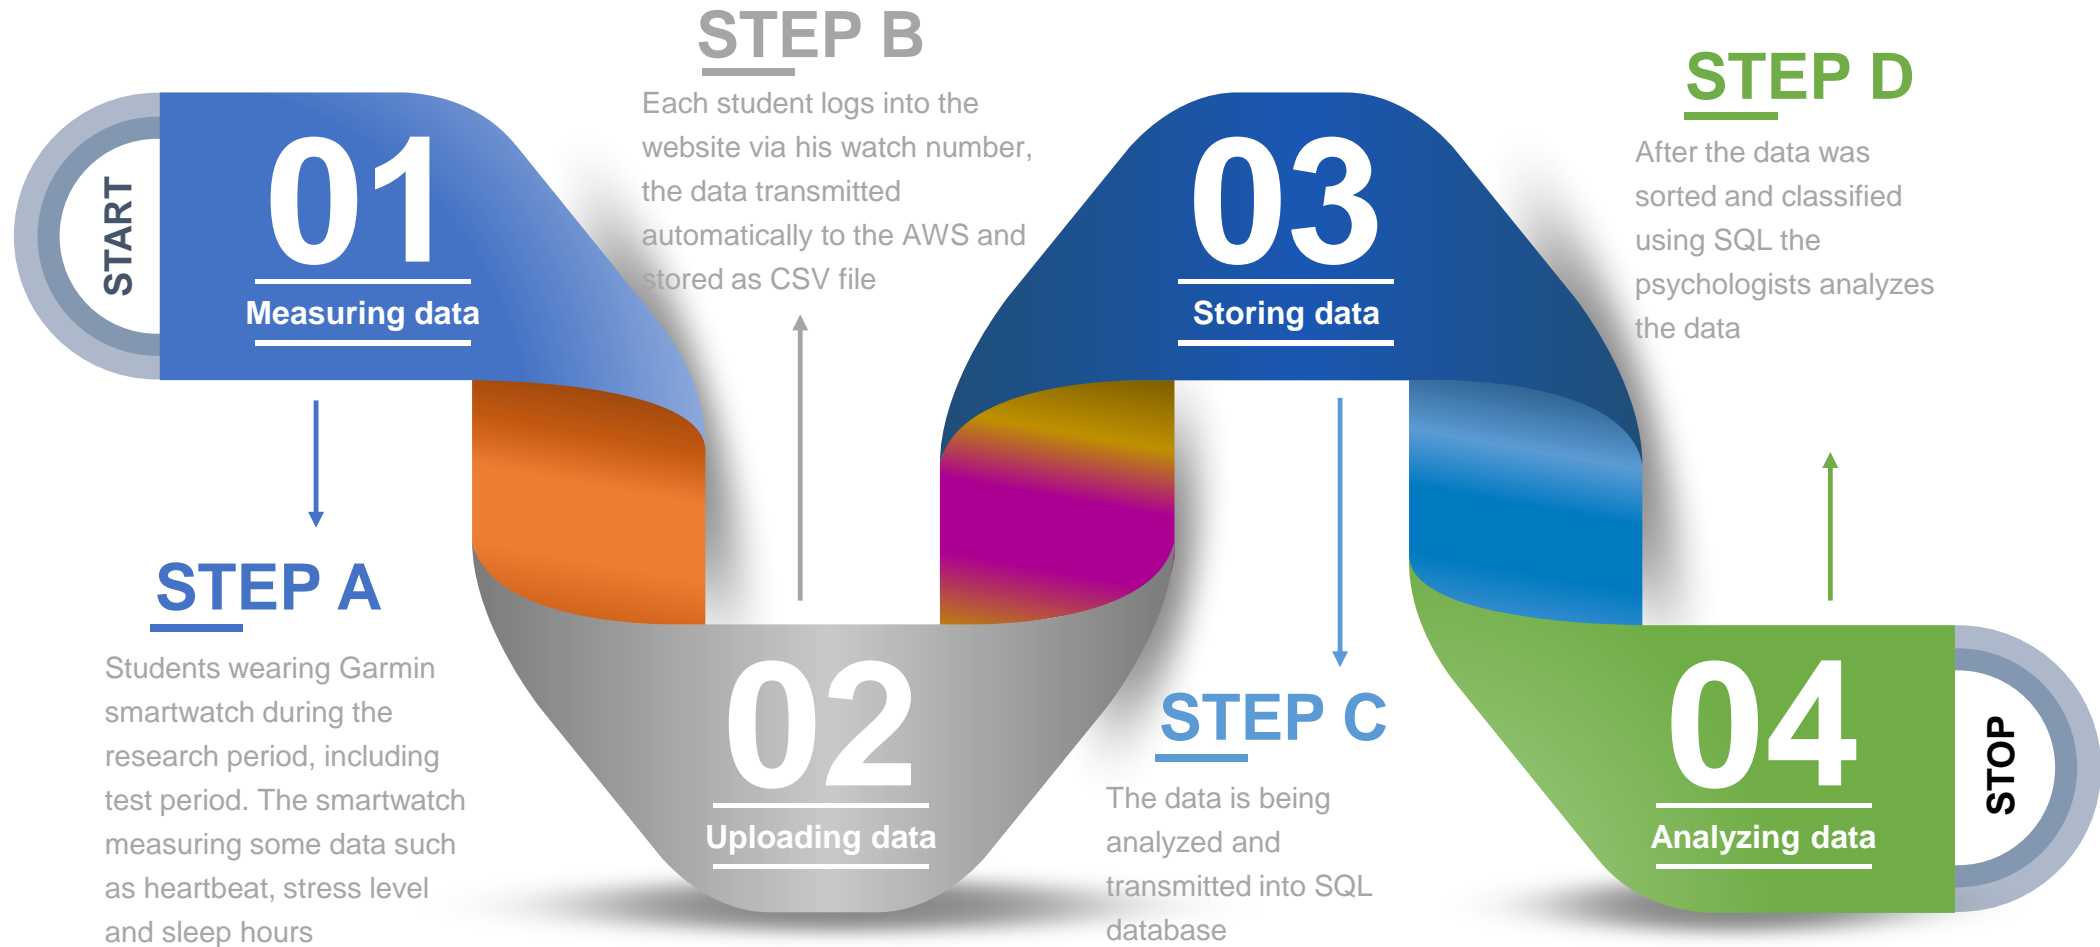 START
01
Measuring data
STEP A
Students wearing Garmin
smartwatch during the
research period, including
test period. The smartwatch
measuring some data such
as heartbeat, stress level
and sleep hours
STEP B
Each student logs into the
website via his watch number,
the data transmitted
automatically to the AWS and
stored as CSV file
02
Uploading data
03
Storing data
STEP C
The data is being
analyzed and
transmitted into SQL
database
STEP D
After the data was
sorted and classified
using SQL the
psychologists analyzes
the data
04
Analyzing data
STOP